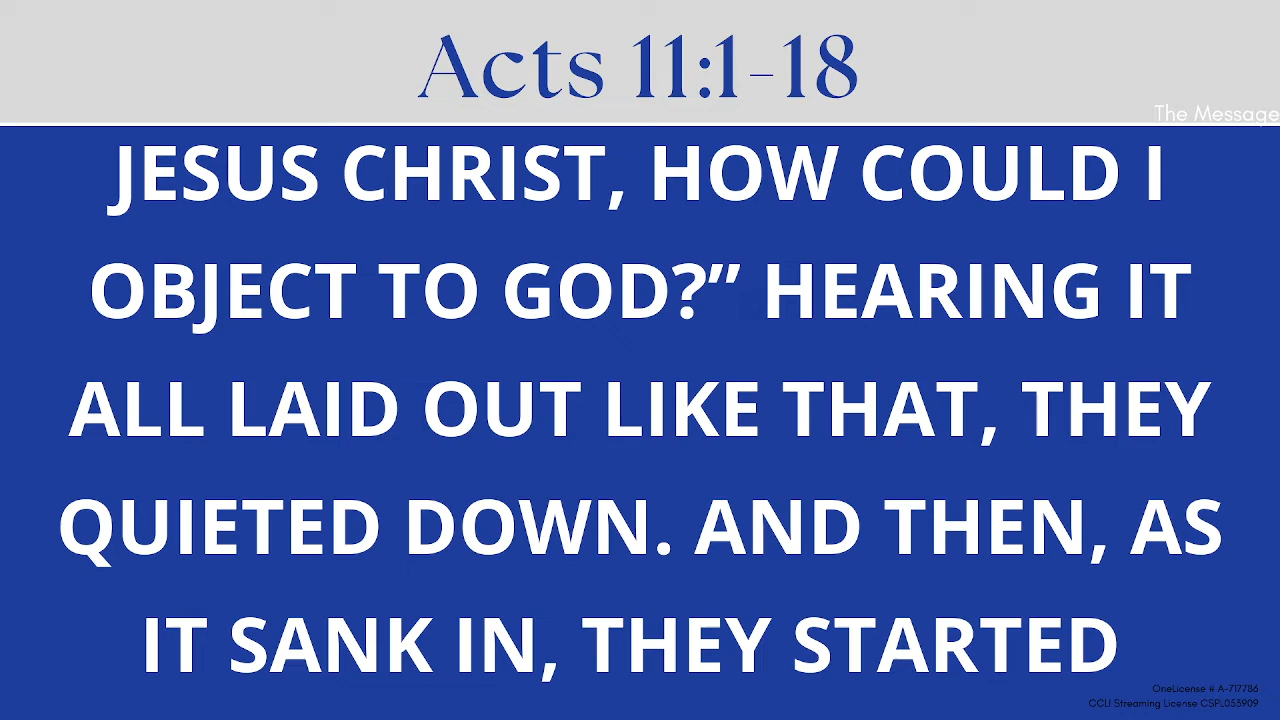 Acts 11:1-18
The Message
JESUS CHRIST, HOW COULD I
OBJECT TO GOD?” HEARING IT
ALL LAID OUT LIKE THAT, THEY
QUIETED DOWN. AND THEN, AS
IT SANK IN, THEY STARTED
OneLicense # A-717786
CCLI Streaming License CSPL053909